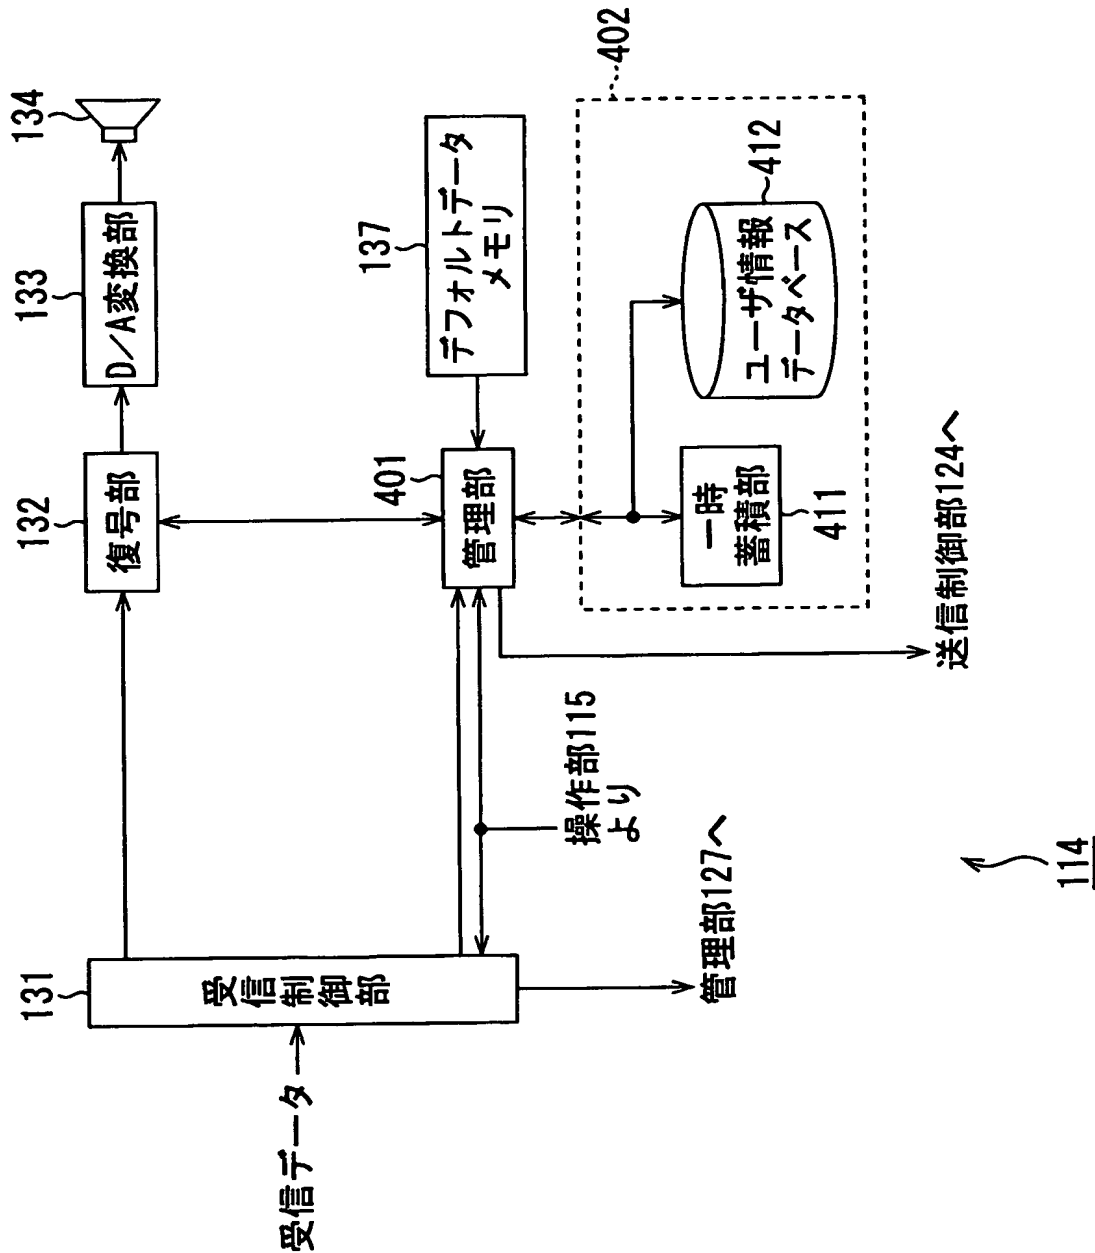 131
132
133
134
受信データ
受信制御部
復号部
D/A変換部
137
デフォルトデータ
メモリ
401
管理部
操作部115
より
402
管理部127へ
一時
蓄積部
411
ユーザ情報
データベース
412
送信制御部124へ
114